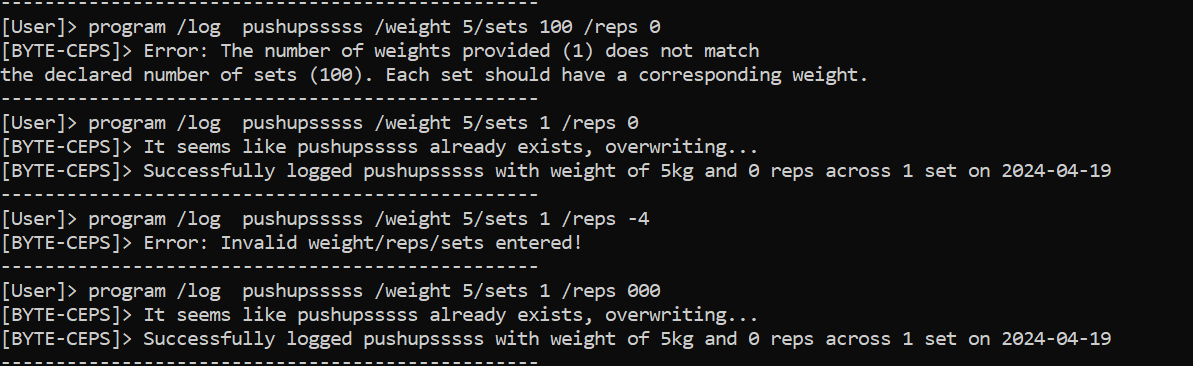 ------------------------------------------------
[User]> program /log  pushupsssss /weight 5/sets 100 /reps 0
[BYTE-CEPS]> Error: The number of weights provided (1) does not match
the declared number of sets (100). Each set should have a corresponding weight.
------------------------------------------------
[User]> program /log  pushupsssss /weight 5/sets 1 /reps 0
[BYTE-CEPS]> It seems like pushupsssss already exists, overwriting...
[BYTE-CEPS]> Successfully logged pushupsssss with weight of 5kg and 0 reps across 1 set on 2024-04-19
------------------------------------------------
[User]> program /log  pushupsssss /weight 5/sets 1 /reps -4
[BYTE-CEPS]> Error: Invalid weight/reps/sets entered!
------------------------------------------------
[User]> program /log  pushupsssss /weight 5/sets 1 /reps 000
[BYTE-CEPS]> It seems like pushupsssss already exists, overwriting...
[BYTE-CEPS]> Successfully logged pushupsssss with weight of 5kg and 0 reps across 1 set on 2024-04-19
------------------------------------------------